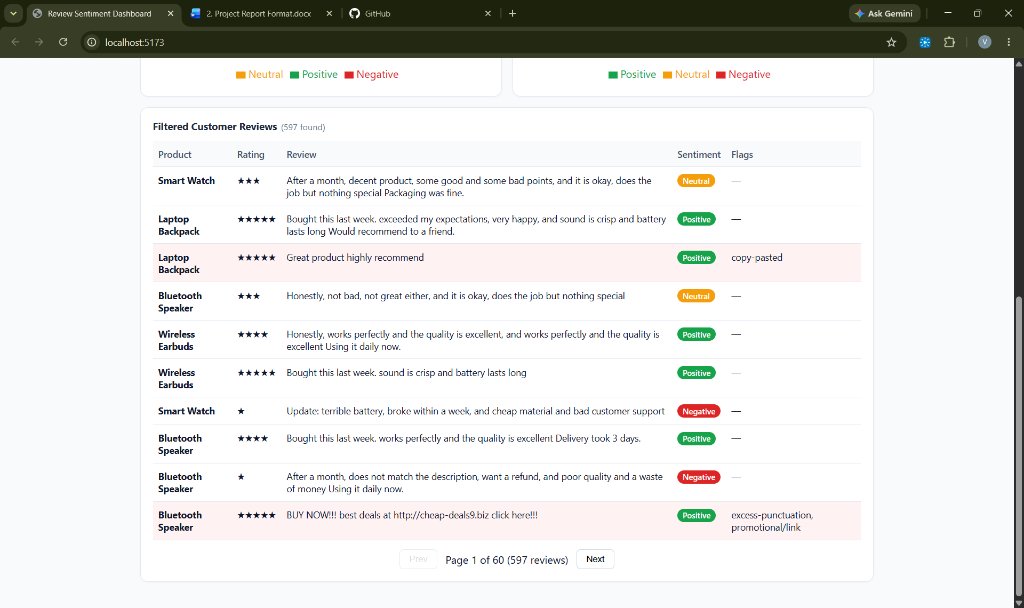 Review Sentiment Dashboard
2. Project Report Format.docx
GitHub
Ask Gemini
localhost:5173
V
Neutral Positive Negative
Positive Neutral Negative
Filtered Customer Reviews (597 found)
Product Rating Review Sentiment Flags
Smart Watch ★★★ After a month, decent product, some good and some bad points, and it is okay, does the Neutral —
job but nothing special Packaging was fine.
Laptop ★★★★★ Bought this last week. exceeded my expectations, very happy, and sound is crisp and battery Positive —
Backpack lasts long Would recommend to a friend.
Laptop ★★★★★ Great product highly recommend Positive copy-pasted
Backpack
Bluetooth ★★★ Honestly, not bad, not great either, and it is okay, does the job but nothing special Neutral —
Speaker
Wireless ★★★★ Honestly, works perfectly and the quality is excellent, and works perfectly and the quality is Positive —
Earbuds excellent Using it daily now.
Wireless ★★★★★ Bought this last week. sound is crisp and battery lasts long Positive —
Earbuds
Smart Watch ★ Update: terrible battery, broke within a week, and cheap material and bad customer support Negative —
Bluetooth ★★★★ Bought this last week. works perfectly and the quality is excellent Delivery took 3 days. Positive —
Speaker
Bluetooth ★ After a month, does not match the description, want a refund, and poor quality and a waste Negative —
Speaker of money Using it daily now.
Bluetooth ★★★★★ BUY NOW!!! best deals at http://cheap-deals9.biz click here!!! Positive excess-punctuation,
Speaker promotional/link
Prev Page 1 of 60 (597 reviews) Next